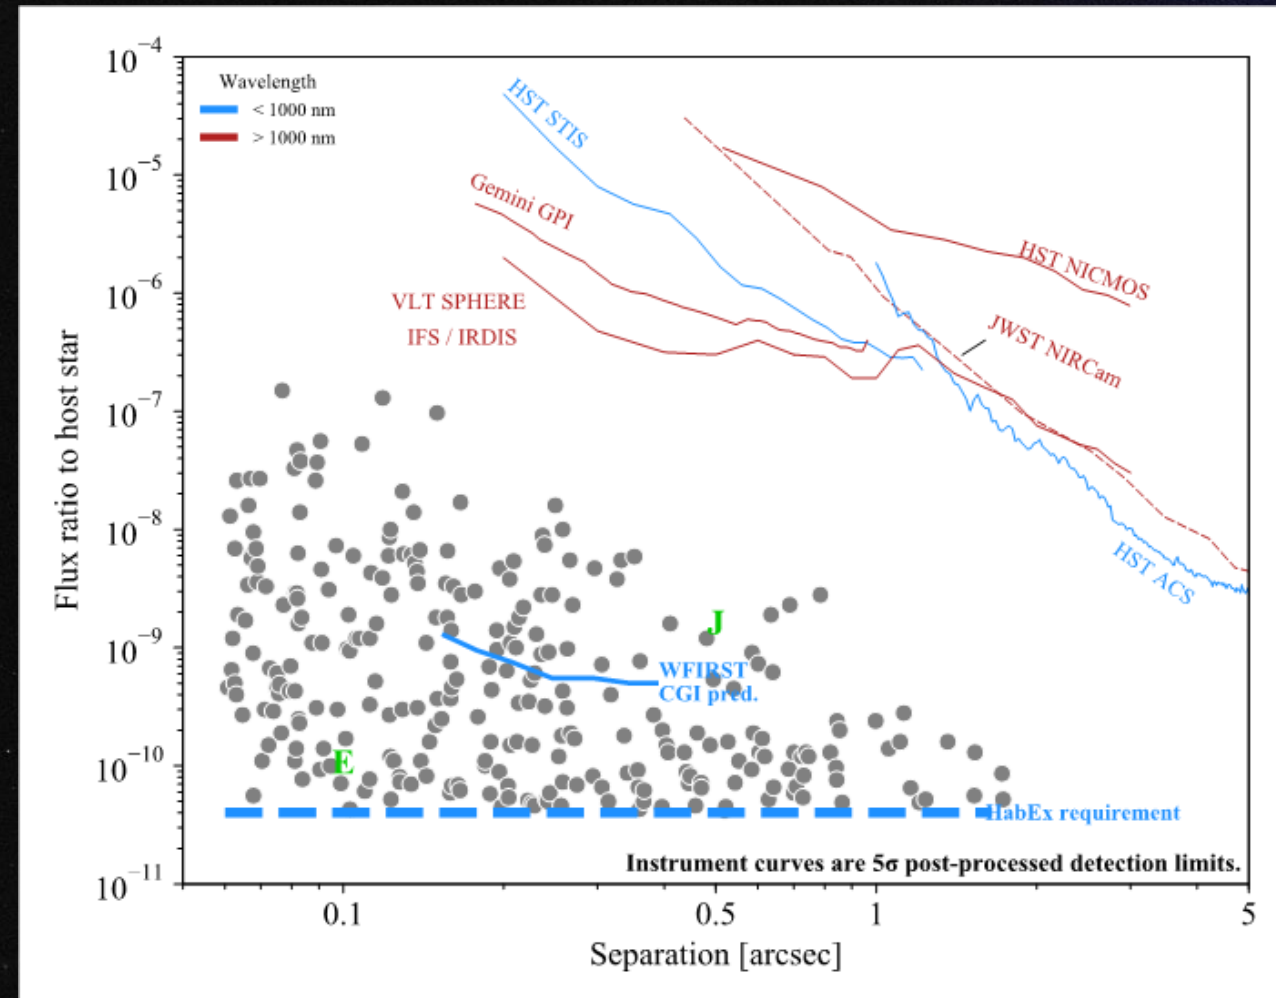 10⁻⁴
10⁻⁵
10⁻⁶
10⁻⁷
10⁻⁸
10⁻⁹
10⁻¹⁰
10⁻¹¹
Flux ratio to host star
Wavelength
< 1000 nm
> 1000 nm
HST STIS
Gemini GPI
VLT SPHERE
IFS / IRDIS
HST NICMOS
JWST NIRCam
HST ACS
J
WFIRST
CGI pred.
E
HabEx requirement
Instrument curves are 5σ post-processed detection limits.
0.1
0.5
1
5
Separation [arcsec]